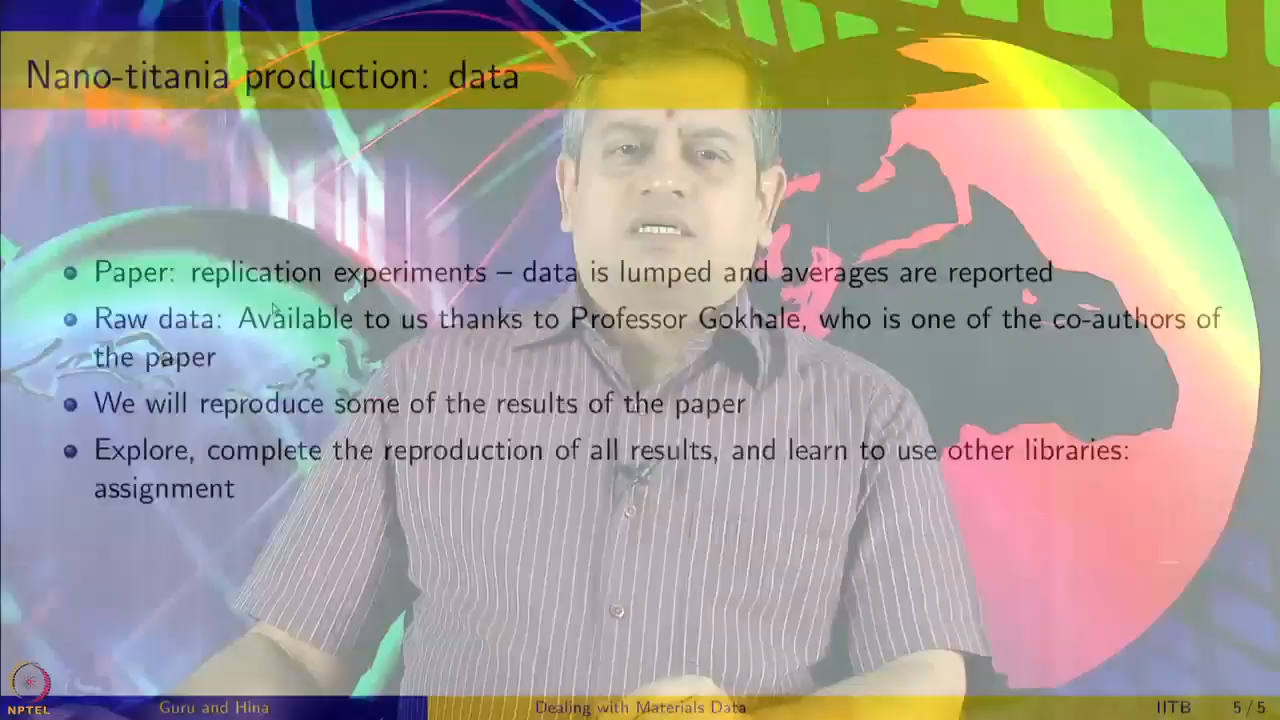 Nano-titania production: data
Paper: replication experiments – data is lumped and averages are reported
Raw data: Available to us thanks to Professor Gokhale, who is one of the co-authors of
the paper
We will reproduce some of the results of the paper
Explore, complete the reproduction of all results, and learn to use other libraries:
assignment
NPTEL
Guru and Hina
Dealing with Materials Data
IITB
5 / 5